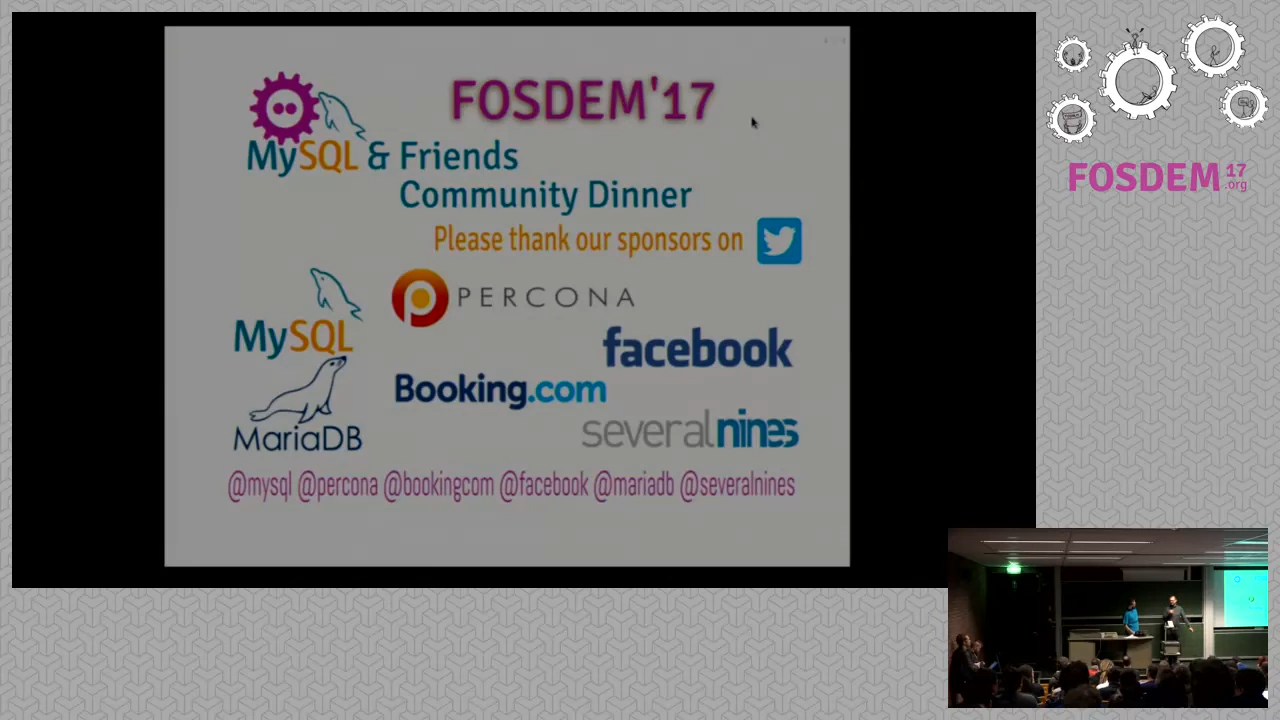 FOSDEM'17
MySQL & Friends
Community Dinner
Please thank our sponsors on
MySQL
PERCONA
facebook
Booking.com
MariaDB
severalnines
@mysql @percona @bookingcom @facebook @mariadb @severalnines
FOSDEM 17
.org